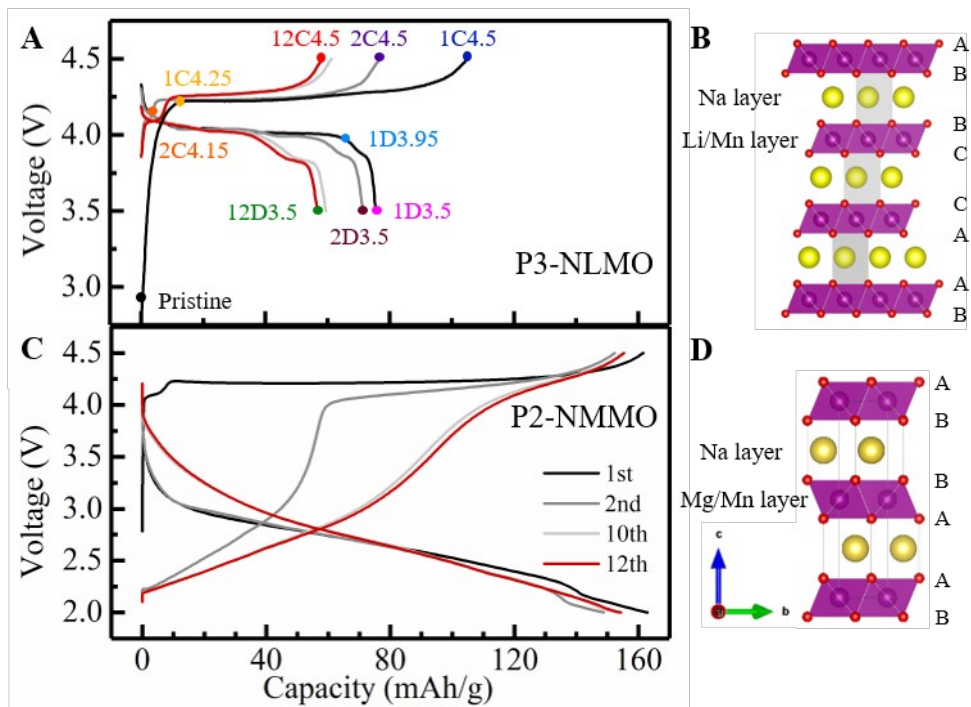 A
12C4.5
2C4.5
1C4.5
4.5
1C4.25
4.0
2C4.15
1D3.95
3.5
12D3.5
2D3.5
1D3.5
3.0
Pristine
P3-NLMO
Voltage (V)
B
A
B
Na layer
B
Li/Mn layer
C
C
A
A
B
C
4.5
4.0
3.5
3.0
2.5
2.0
Voltage (V)
P2-NMMO
1st
2nd
10th
12th
0
40
80
120
160
Capacity (mAh/g)
D
A
B
Na layer
B
Mg/Mn layer
A
A
B
c
b